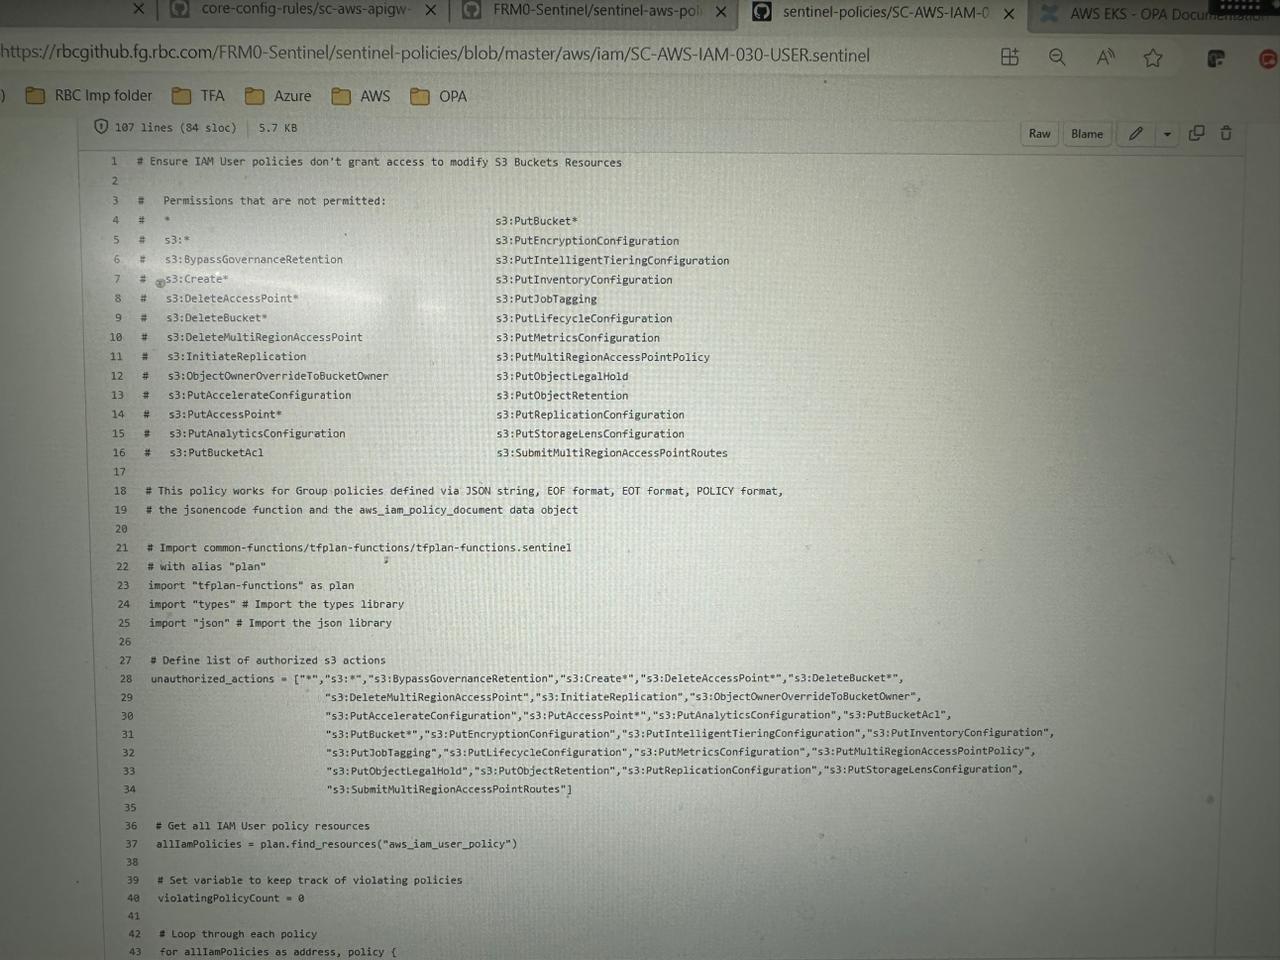 core-config-rules/sc-aws-apigw-
FRM0-Sentinel/sentinel-aws-poli
sentinel-policies/SC-AWS-IAM-0
AWS EKS - OPA Documentation
https://rbcgithub.fg.rbc.com/FRM0-Sentinel/sentinel-policies/blob/master/aws/iam/SC-AWS-IAM-030-USER.sentinel
) RBC Imp folder TFA Azure AWS OPA
107 lines (84 sloc) 5.7 KB Raw Blame
1 # Ensure IAM User policies don't grant access to modify S3 Buckets Resources
2
3 # Permissions that are not permitted:
4 # * s3:PutBucket*
5 # s3:* s3:PutEncryptionConfiguration
6 # s3:BypassGovernanceRetention s3:PutIntelligentTieringConfiguration
7 # s3:Create* s3:PutInventoryConfiguration
8 # s3:DeleteAccessPoint* s3:PutJobTagging
9 # s3:DeleteBucket* s3:PutLifecycleConfiguration
10 # s3:DeleteMultiRegionAccessPoint s3:PutMetricsConfiguration
11 # s3:InitiateReplication s3:PutMultiRegionAccessPointPolicy
12 # s3:ObjectOwnerOverrideToBucketOwner s3:PutObjectLegalHold
13 # s3:PutAccelerateConfiguration s3:PutObjectRetention
14 # s3:PutAccessPoint* s3:PutReplicationConfiguration
15 # s3:PutAnalyticsConfiguration s3:PutStorageLensConfiguration
16 # s3:PutBucketAcl s3:SubmitMultiRegionAccessPointRoutes
17
18 # This policy works for Group policies defined via JSON string, EOF format, EOT format, POLICY format,
19 # the jsonencode function and the aws_iam_policy_document data object
20
21 # Import common-functions/tfplan-functions/tfplan-functions.sentinel
22 # with alias "plan"
23 import "tfplan-functions" as plan
24 import "types" # Import the types library
25 import "json" # Import the json library
26
27 # Define list of authorized s3 actions
28 unauthorized_actions = ["*","s3:*","s3:BypassGovernanceRetention","s3:Create*","s3:DeleteAccessPoint*","s3:DeleteBucket*",
29 "s3:DeleteMultiRegionAccessPoint","s3:InitiateReplication","s3:ObjectOwnerOverrideToBucketOwner",
30 "s3:PutAccelerateConfiguration","s3:PutAccessPoint*","s3:PutAnalyticsConfiguration","s3:PutBucketAcl",
31 "s3:PutBucket*","s3:PutEncryptionConfiguration","s3:PutIntelligentTieringConfiguration","s3:PutInventoryConfiguration",
32 "s3:PutJobTagging","s3:PutLifecycleConfiguration","s3:PutMetricsConfiguration","s3:PutMultiRegionAccessPointPolicy",
33 "s3:PutObjectLegalHold","s3:PutObjectRetention","s3:PutReplicationConfiguration","s3:PutStorageLensConfiguration",
34 "s3:SubmitMultiRegionAccessPointRoutes"]
35
36 # Get all IAM User policy resources
37 allIamPolicies = plan.find_resources("aws_iam_user_policy")
38
39 # Set variable to keep track of violating policies
40 violatingPolicyCount = 0
41
42 # Loop through each policy
43 for allIamPolicies as address, policy {